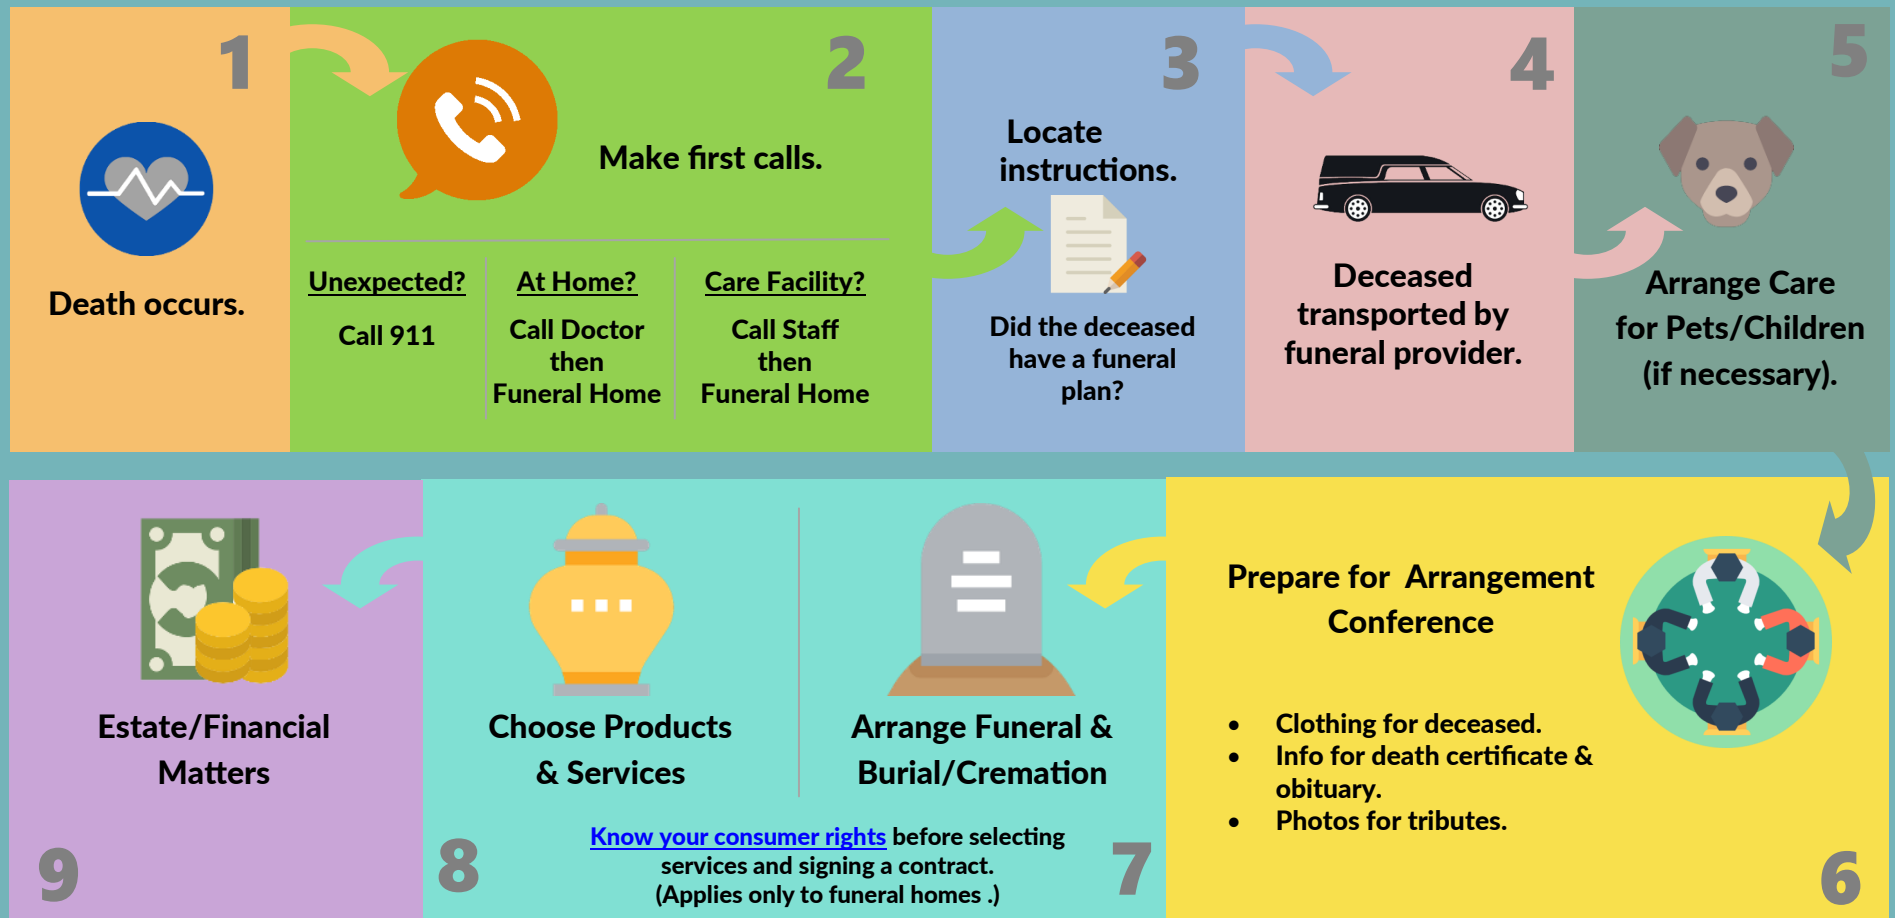 1
Death occurs.
2
Make first calls.
Unexpected?
Call 911
At Home?
Call Doctor
then
Funeral Home
Care Facility?
Call Staff
then
Funeral Home
3
Locate
instructions.
Did the deceased
have a funeral
plan?
4
Deceased
transported by
funeral provider.
5
Arrange Care
for Pets/Children
(if necessary).
Prepare for Arrangement
Conference
• Clothing for deceased.
• Info for death certificate &
obituary.
• Photos for tributes.
6
Arrange Funeral &
Burial/Cremation
7
Choose Products
& Services
8
Know your consumer rights before selecting
services and signing a contract.
(Applies only to funeral homes .)
Estate/Financial
Matters
9